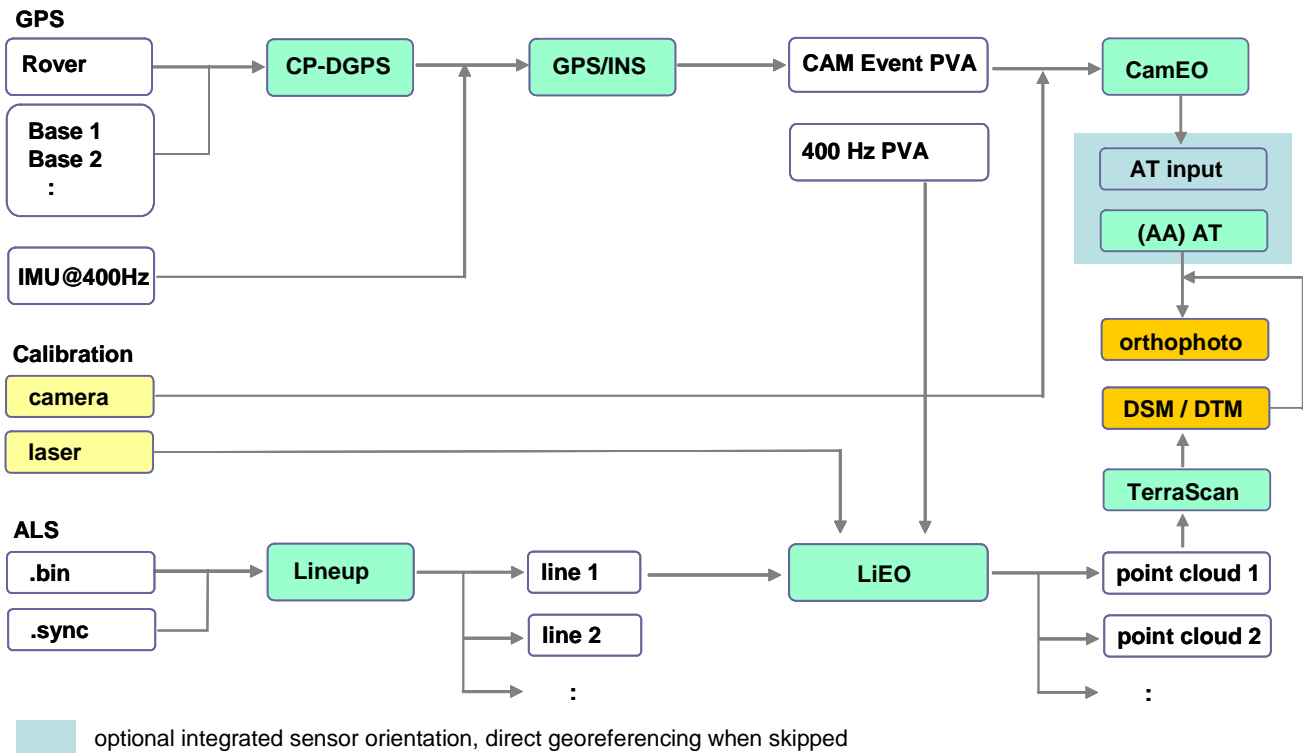 GPS
Rover
CP-DGPS
GPS/INS
CAM Event PVA
CamEO
Base 1
Base 2
:
400 Hz PVA
AT input
(AA) AT
IMU@400Hz
orthophoto
Calibration
camera
DSM / DTM
laser
TerraScan
ALS
.bin
Lineup
line 1
LiEO
point cloud 1
.sync
line 2
point cloud 2
:
:
optional integrated sensor orientation, direct georeferencing when skipped